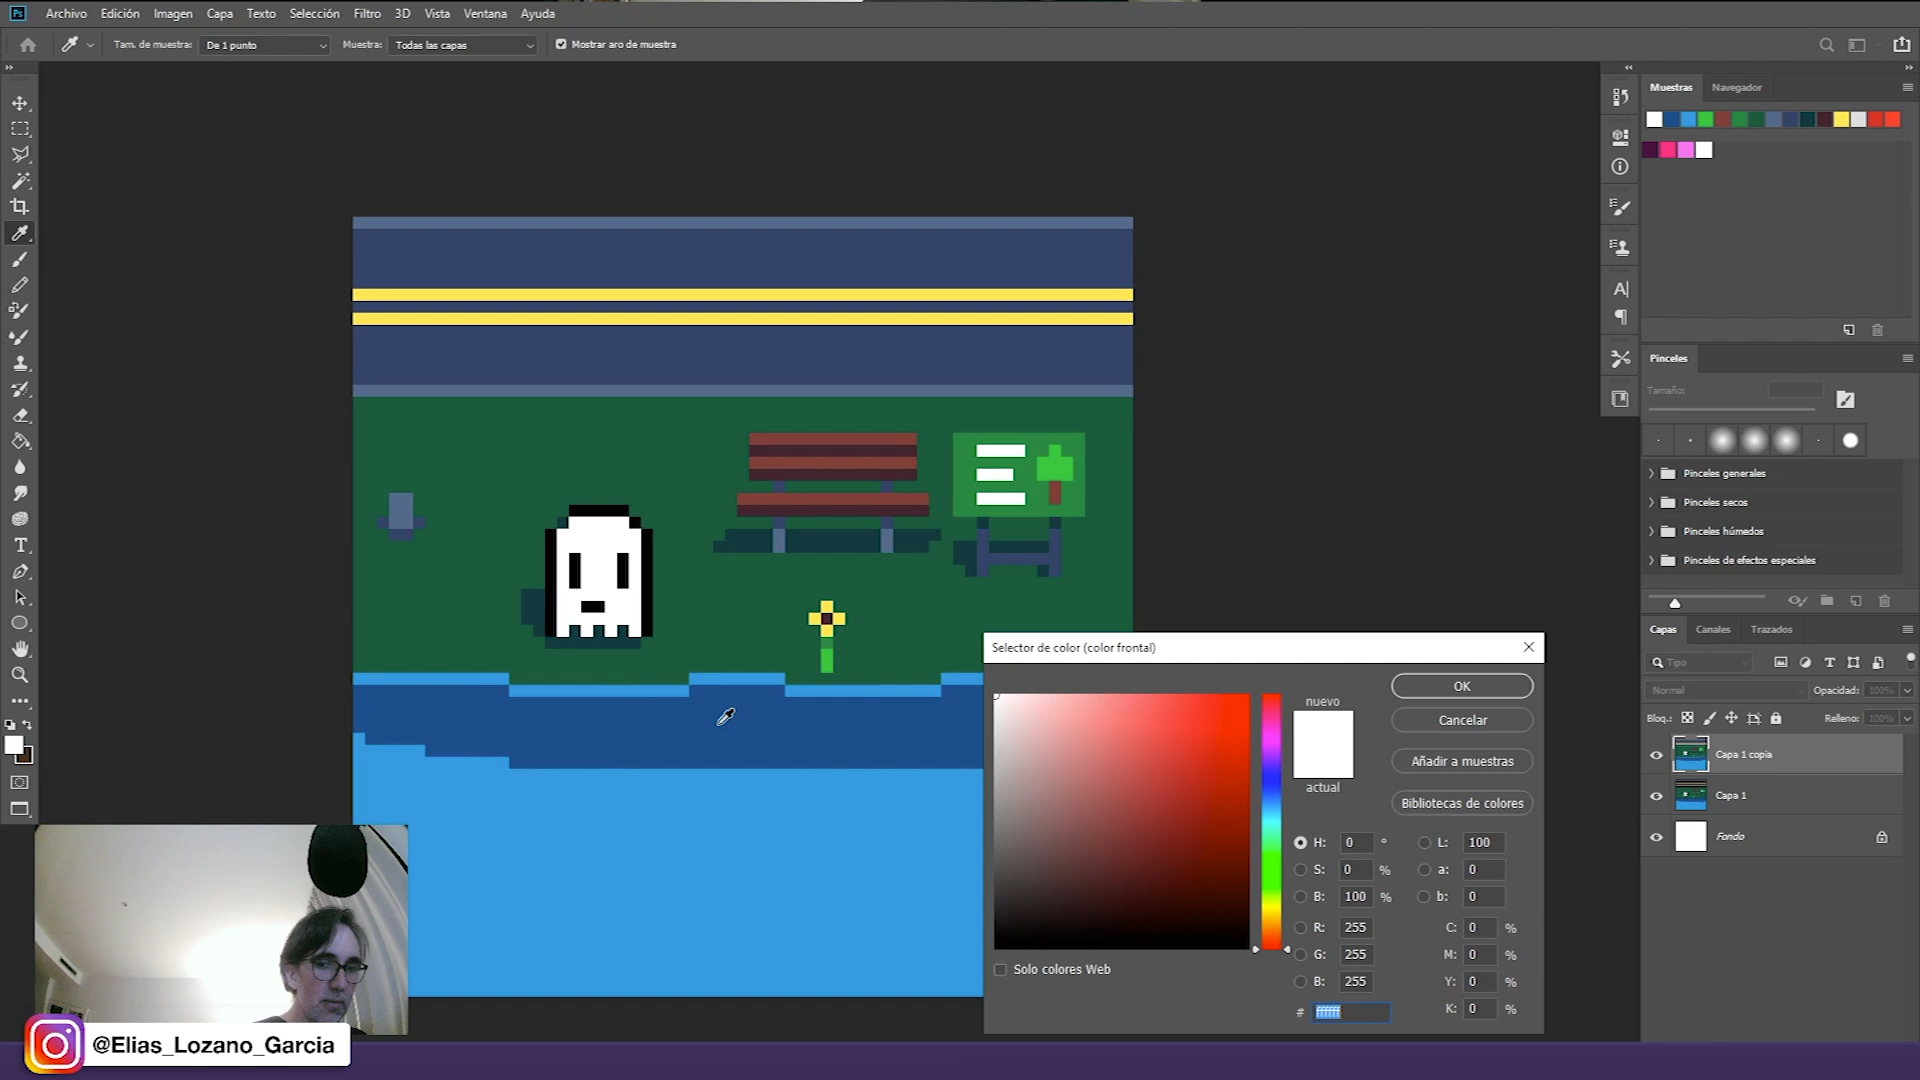 Ps Archivo Edición Imagen Capa Texto Selección Filtro 3D Vista Ventana Ayuda
Tam. de muestra: De 1 punto Muestra: Todas las capas Mostrar aro de muestra
Muestras Navegador
Pinceles
Tamaño:
Pinceles generales
Pinceles secos
Pinceles húmedos
Pinceles de efectos especiales
Capas Canales Trazados
Tipo
Normal Opacidad: 100%
Bloq.: Relleno: 100%
Capa 1 copia
Capa 1
Fondo
Selector de color (color frontal)
nuevo
actual
OK
Cancelar
Añadir a muestras
Bibliotecas de colores
H: 0 ° L: 100
S: 0 % a: 0
B: 100 % b: 0
R: 255 C: 0 %
G: 255 M: 0 %
B: 255 Y: 0 %
# ffffff K: 0 %
Solo colores Web
@Elias_Lozano_Garcia